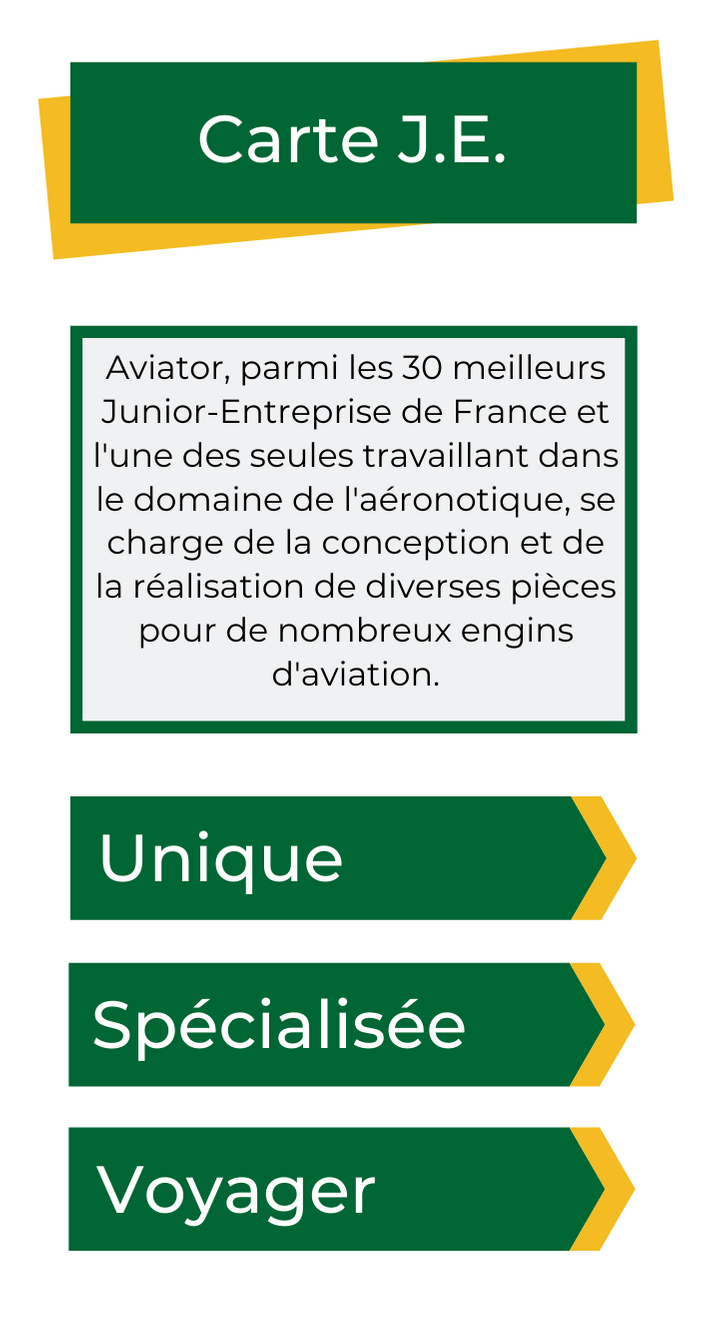 Carte J.E.
Aviator, parmi les 30 meilleurs
Junior-Entreprise de France et
l'une des seules travaillant dans
le domaine de l'aéronotique, se
charge de la conception et de
la réalisation de diverses pièces
pour de nombreux engins
d'aviation.
Unique
Spécialisée
Voyager